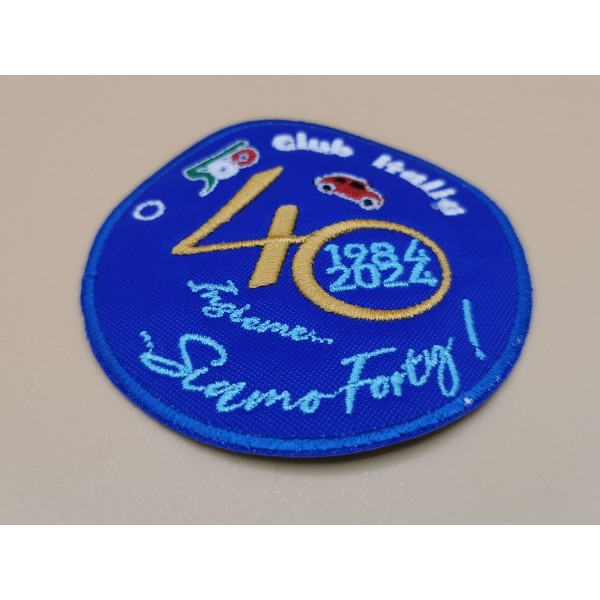 500 Club Italia
40
1984
2024
Insieme...
...Siamo Forty!